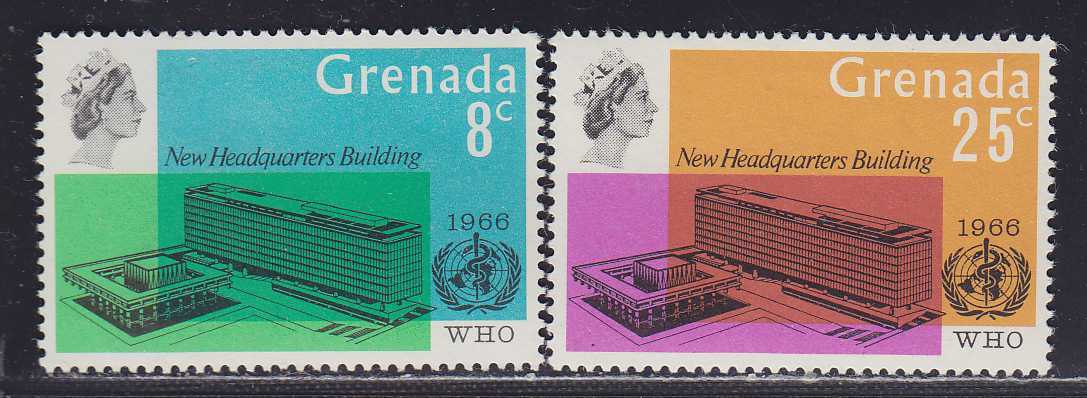 Grenada
8c
New Headquarters Building
1966
WHO
Grenada
25c
New Headquarters Building
1966
WHO